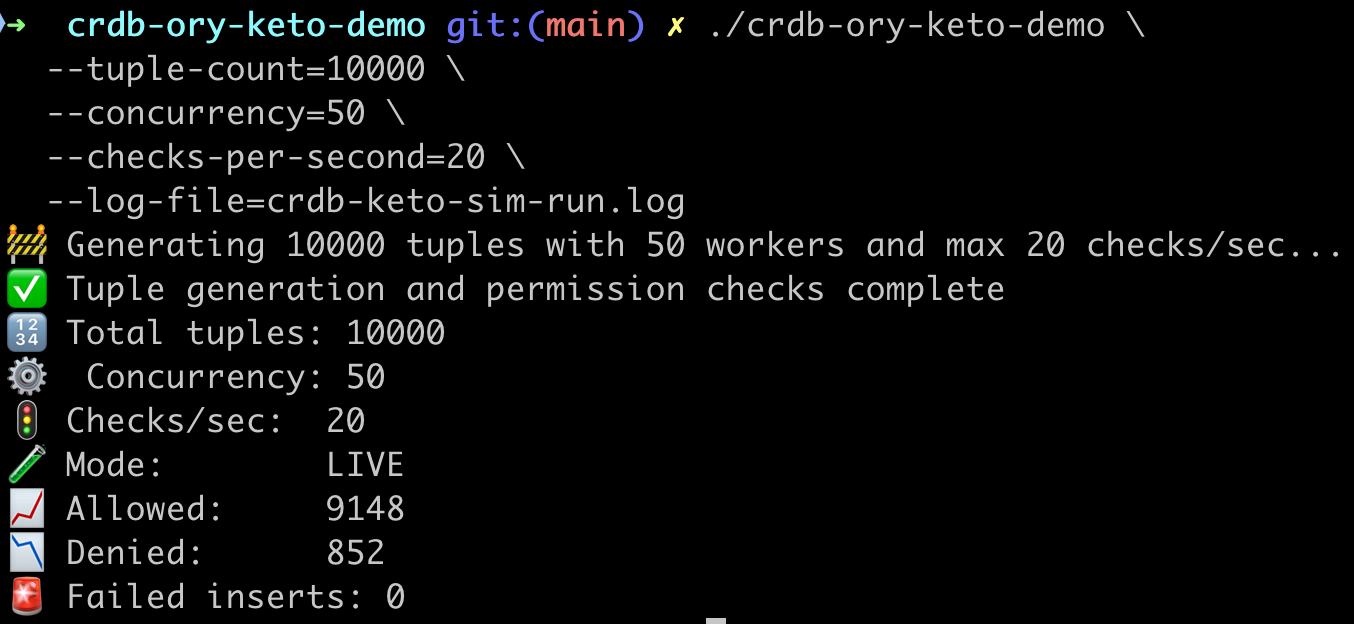 ➜ crdb-ory-keto-demo git:(main) ✗ ./crdb-ory-keto-demo \
--tuple-count=10000 \
--concurrency=50 \
--checks-per-second=20 \
--log-file=crdb-keto-sim-run.log
🚧 Generating 10000 tuples with 50 workers and max 20 checks/sec...
✅ Tuple generation and permission checks complete
🔢 Total tuples: 10000
⚙️ Concurrency: 50
🚦 Checks/sec: 20
🧪 Mode: LIVE
📈 Allowed: 9148
📉 Denied: 852
🚨 Failed inserts: 0